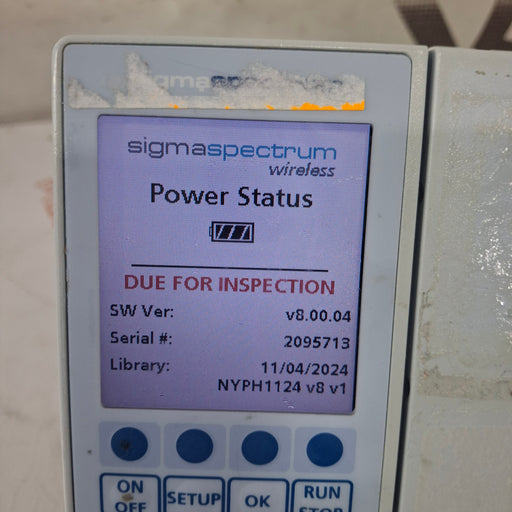 sigmaspectrum
wireless
Power Status
DUE FOR INSPECTION
SW Ver: v8.00.04
Serial #: 2095713
Library: 11/04/2024
NYPH1124 v8 v1
ON
OFF
SETUP
OK
RUN
STOP